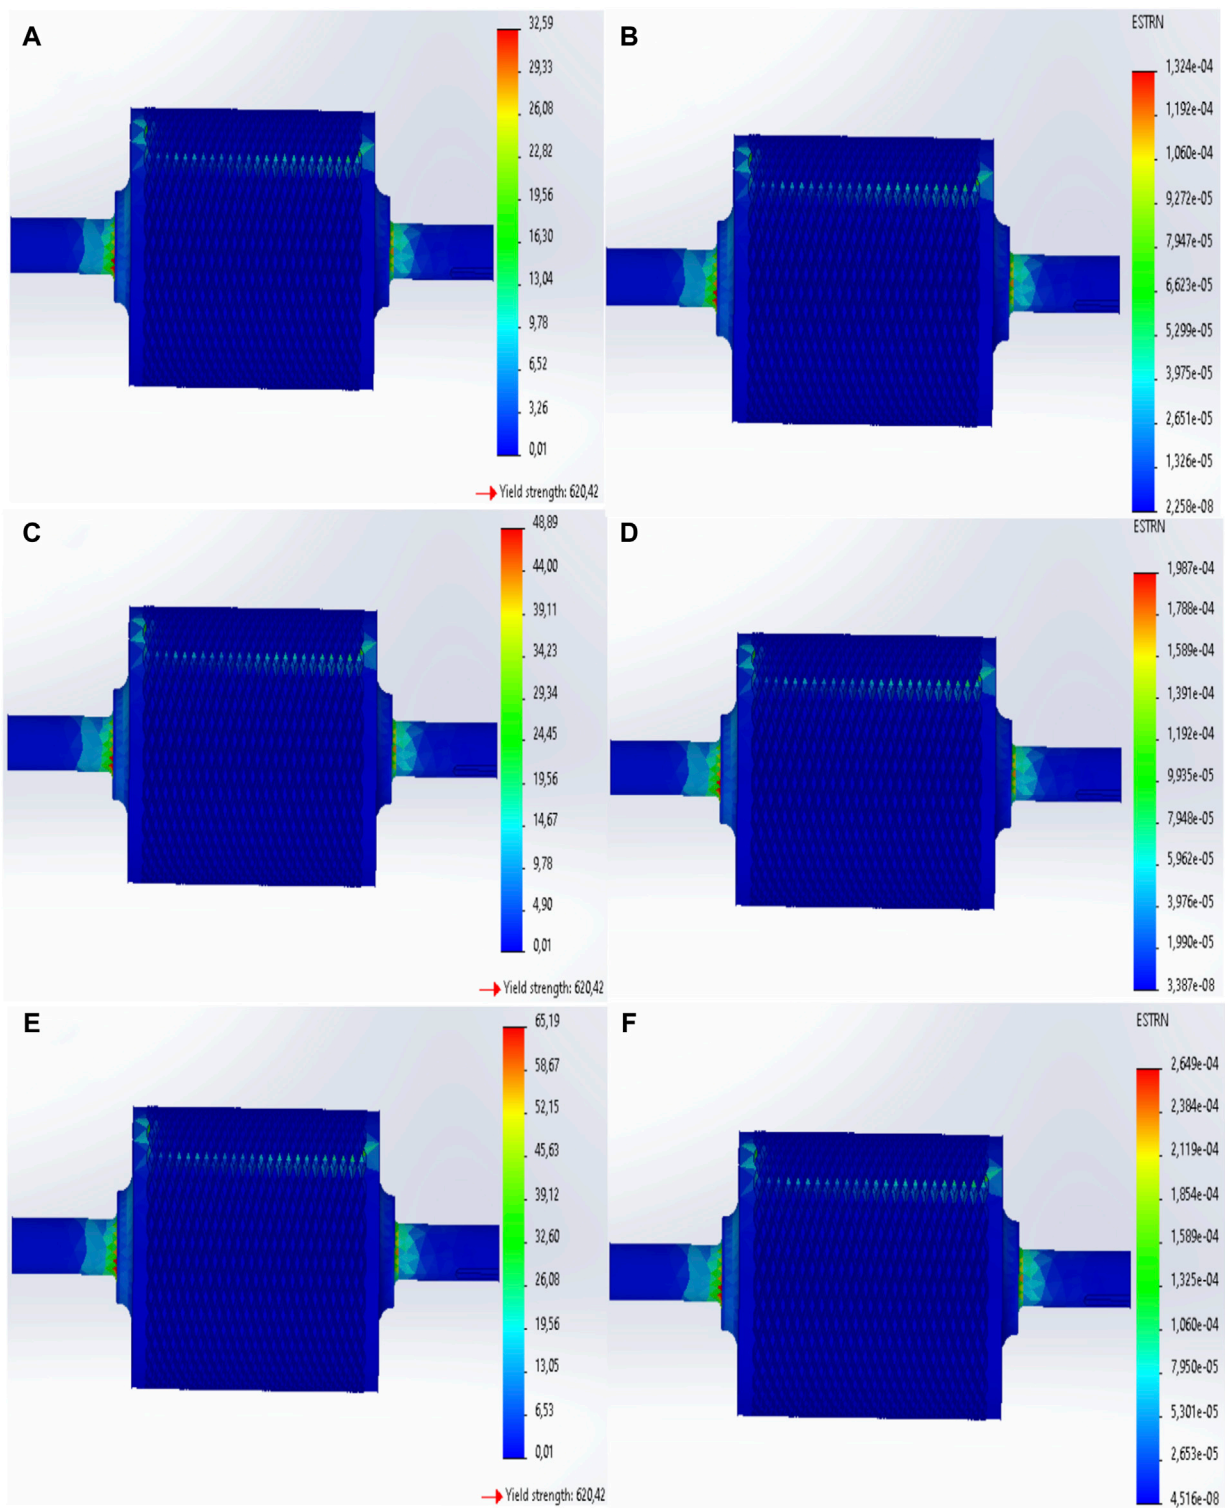 A
32,59
29,33
26,08
22,82
19,56
16,30
13,04
9,78
6,52
3,26
0,01
Yield strength: 620,42
B
ESTRN
1,324e-04
1,192e-04
1,060e-04
9,272e-05
7,947e-05
6,623e-05
5,299e-05
3,975e-05
2,651e-05
1,326e-05
2,258e-08
C
48,89
44,00
39,11
34,23
29,34
24,45
19,56
14,67
9,78
4,90
0,01
Yield strength: 620,42
D
ESTRN
1,987e-04
1,788e-04
1,589e-04
1,391e-04
1,192e-04
9,935e-05
7,948e-05
5,962e-05
3,976e-05
1,990e-05
3,387e-08
E
65,19
58,67
52,15
45,63
39,12
32,60
26,08
19,56
13,05
6,53
0,01
Yield strength: 620,42
F
ESTRN
2,649e-04
2,384e-04
2,119e-04
1,854e-04
1,589e-04
1,325e-04
1,060e-04
7,950e-05
5,301e-05
2,653e-05
4,516e-08